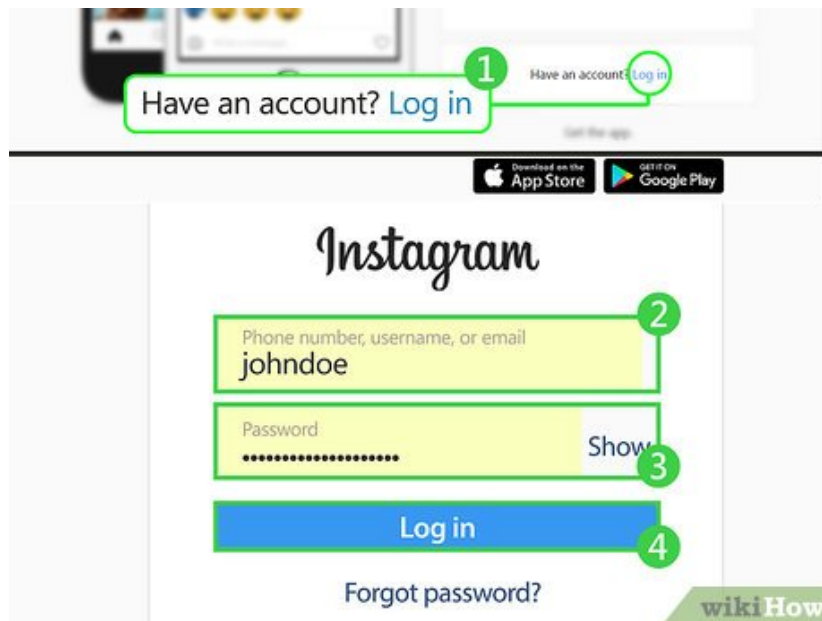 1
Have an account? Log in
Have an account? Log in
Get the app.
Download on the
App Store
GET IT ON
Google Play
Instagram
2
Phone number, username, or email
johndoe
Password
••••••••••••••••••••
Show
3
Log in
4
Forgot password?
wikiHow